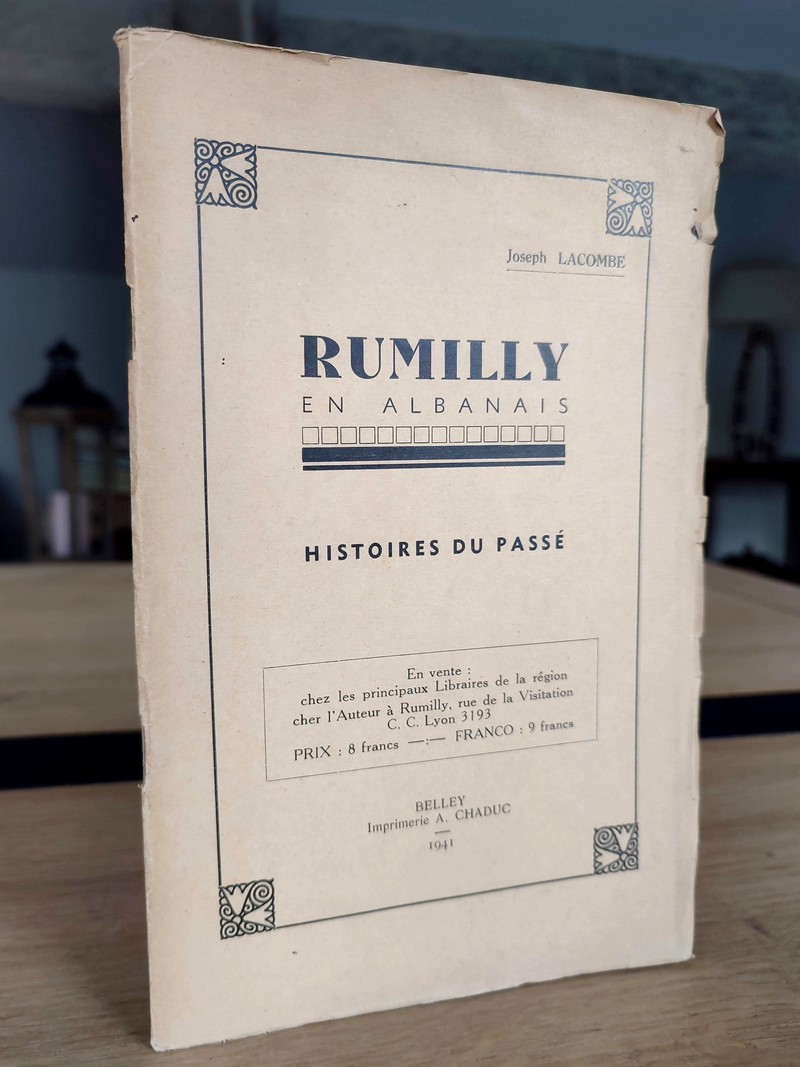 Joseph LACOMBE
RUMILLY
EN ALBANAIS
HISTOIRES DU PASSÉ
En vente :
chez les principaux Libraires de la région
cher l'Auteur à Rumilly, rue de la Visitation
C. C. Lyon 3193
PRIX : 8 francs —:— FRANCO : 9 francs
BELLEY
Imprimerie A. CHADUC
—
1941